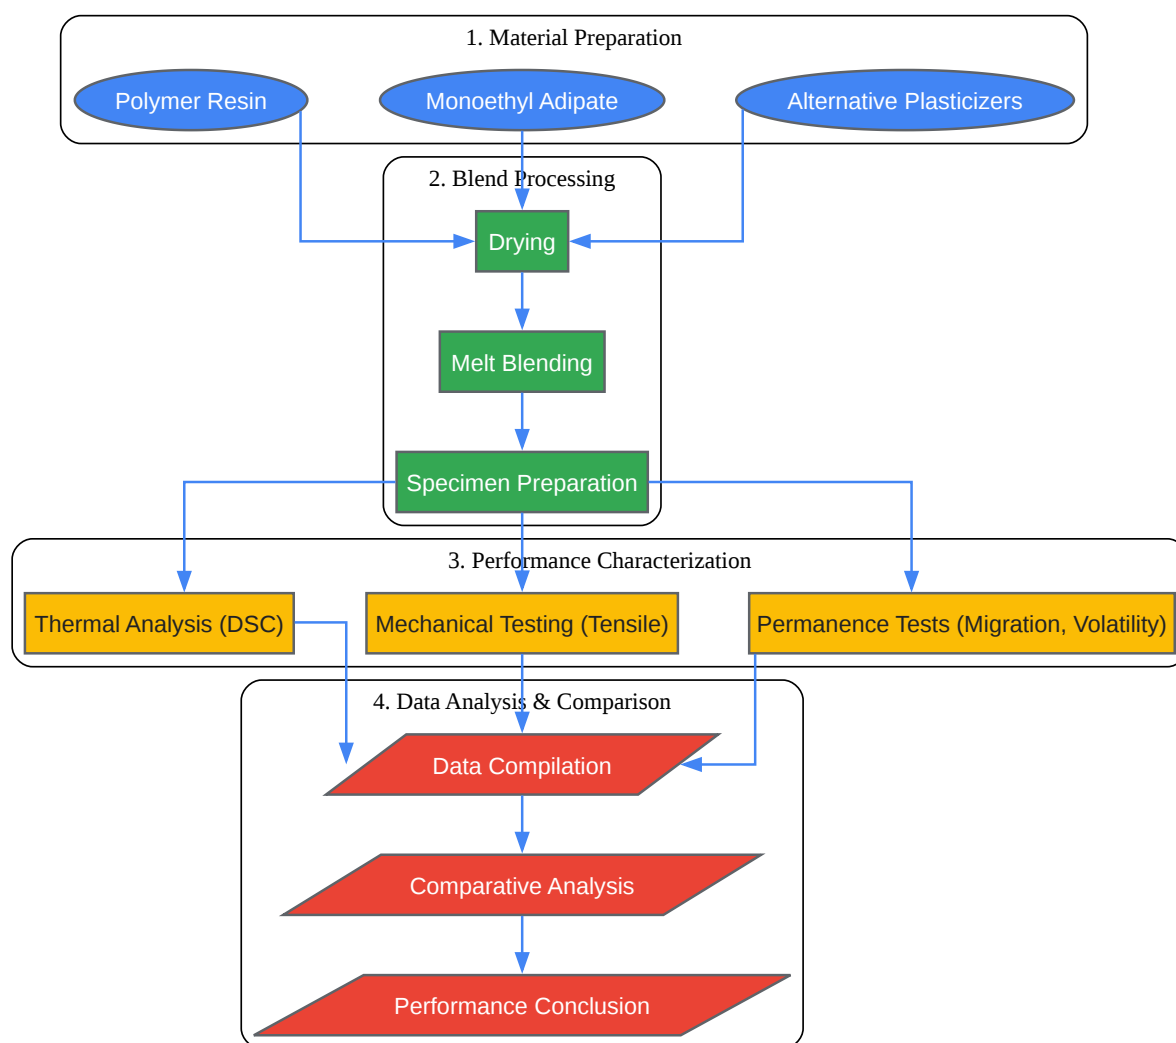 1. Material Preparation
Polymer Resin
Monoethyl Adipate
Alternative Plasticizers
2. Blend Processing
Drying
Melt Blending
Specimen Preparation
3. Performance Characterization
Thermal Analysis (DSC)
Mechanical Testing (Tensile)
Permanence Tests (Migration, Volatility)
4. Data Analysis & Comparison
Data Compilation
Comparative Analysis
Performance Conclusion